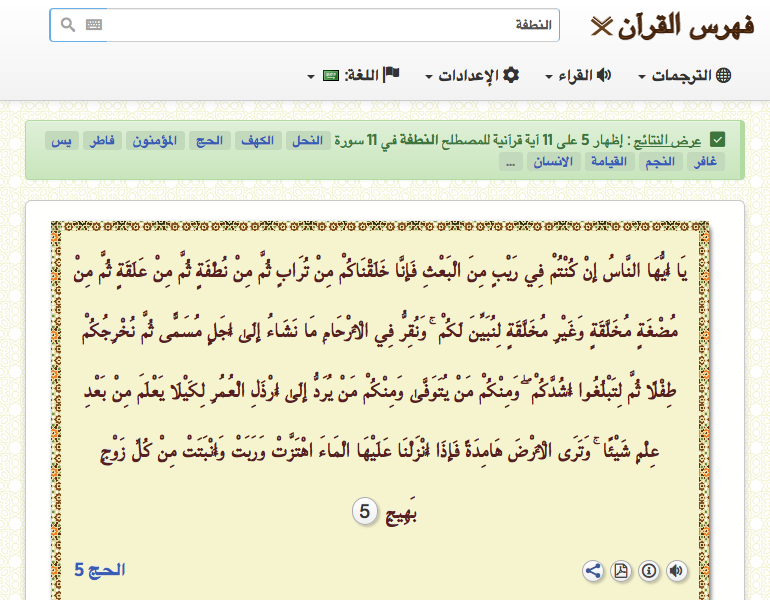 فهرس القرآن
النطفة
الترجمات
القراء
الإعدادات
اللغة:
عرض النتائج : إظهار 5 على 11 آية قرآنية للمصطلح النطفة في 11 سورة النحل الكهف الحج المؤمنون فاطر يس
غافر النجم القيامة الانسان ...
يَا أَيُّهَا النَّاسُ إِنْ كُنْتُمْ فِي رَيْبٍ مِنَ الْبَعْثِ فَإِنَّا خَلَقْنَاكُمْ مِنْ تُرَابٍ ثُمَّ مِنْ نُطْفَةٍ ثُمَّ مِنْ عَلَقَةٍ ثُمَّ مِنْ
مُضْغَةٍ مُخَلَّقَةٍ وَغَيْرِ مُخَلَّقَةٍ لِنُبَيِّنَ لَكُمْ ۚ وَنُقِرُّ فِي الْأَرْحَامِ مَا نَشَاءُ إِلَىٰ أَجَلٍ مُسَمًّى ثُمَّ نُخْرِجُكُمْ
طِفْلًا ثُمَّ لِتَبْلُغُوا أَشُدَّكُمْ ۖ وَمِنْكُمْ مَنْ يُتَوَفَّىٰ وَمِنْكُمْ مَنْ يُرَدُّ إِلَىٰ أَرْذَلِ الْعُمُرِ لِكَيْلَا يَعْلَمَ مِنْ بَعْدِ
عِلْمٍ شَيْئًا ۚ وَتَرَى الْأَرْضَ هَامِدَةً فَإِذَا أَنْزَلْنَا عَلَيْهَا الْمَاءَ اهْتَزَّتْ وَرَبَتْ وَأَنْبَتَتْ مِنْ كُلِّ زَوْجٍ
بَهِيجٍ 5
الحج 5